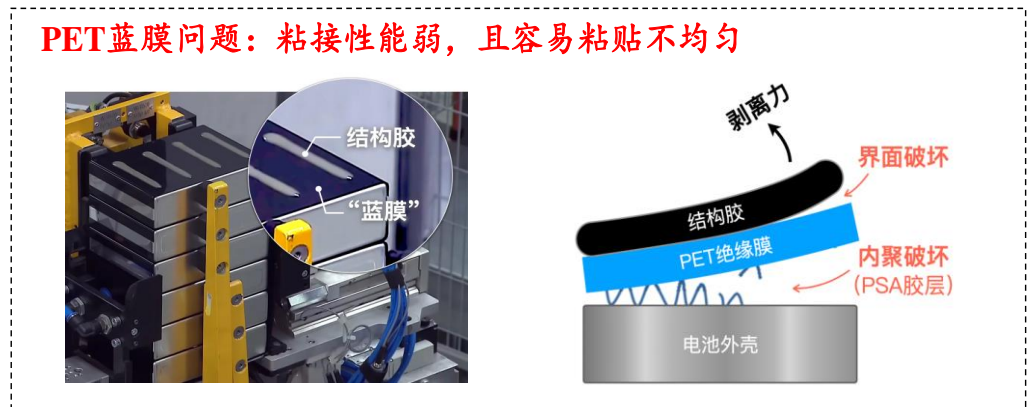 PET蓝膜问题：粘接性能弱，且容易粘贴不均匀
结构胶
“蓝膜”
剥离力
界面破坏
结构胶
PET绝缘膜
内聚破坏
(PSA胶层)
电池外壳